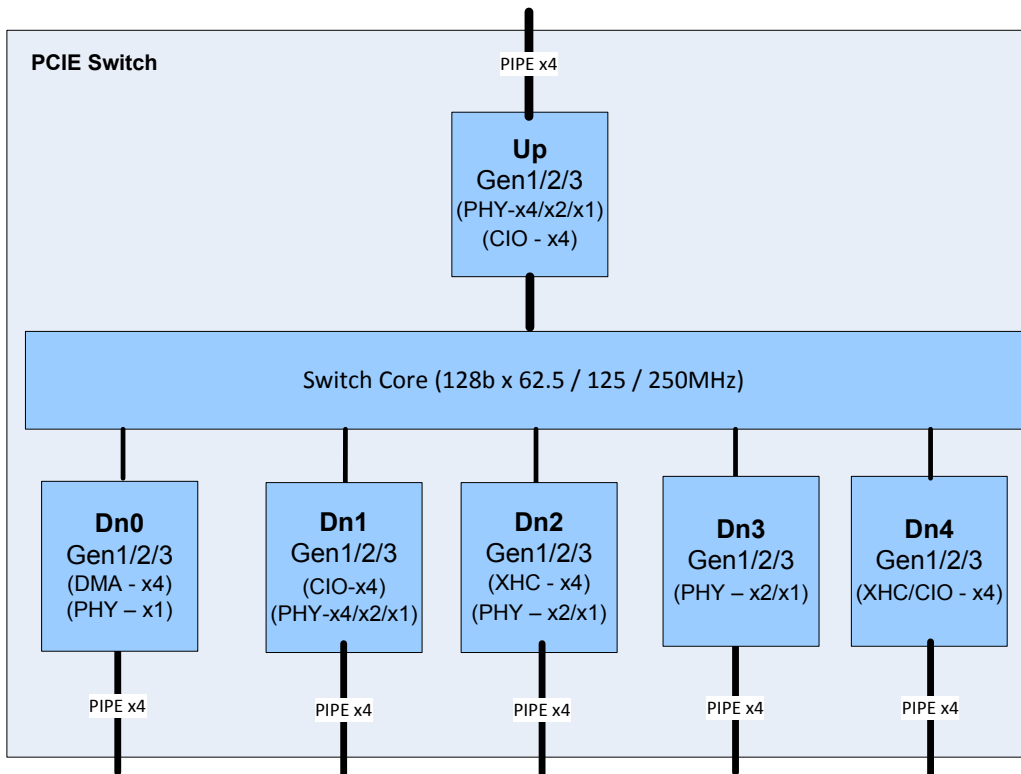 PCIE Switch
PIPE x4
Up
Gen1/2/3
(PHY-x4/x2/x1)
(CIO - x4)
Switch Core (128b x 62.5 / 125 / 250MHz)
Dn0
Gen1/2/3
(DMA - x4)
(PHY – x1)
Dn1
Gen1/2/3
(CIO-x4)
(PHY-x4/x2/x1)
Dn2
Gen1/2/3
(XHC - x4)
(PHY – x2/x1)
Dn3
Gen1/2/3
(PHY – x2/x1)
Dn4
Gen1/2/3
(XHC/CIO - x4)
PIPE x4
PIPE x4
PIPE x4
PIPE x4
PIPE x4